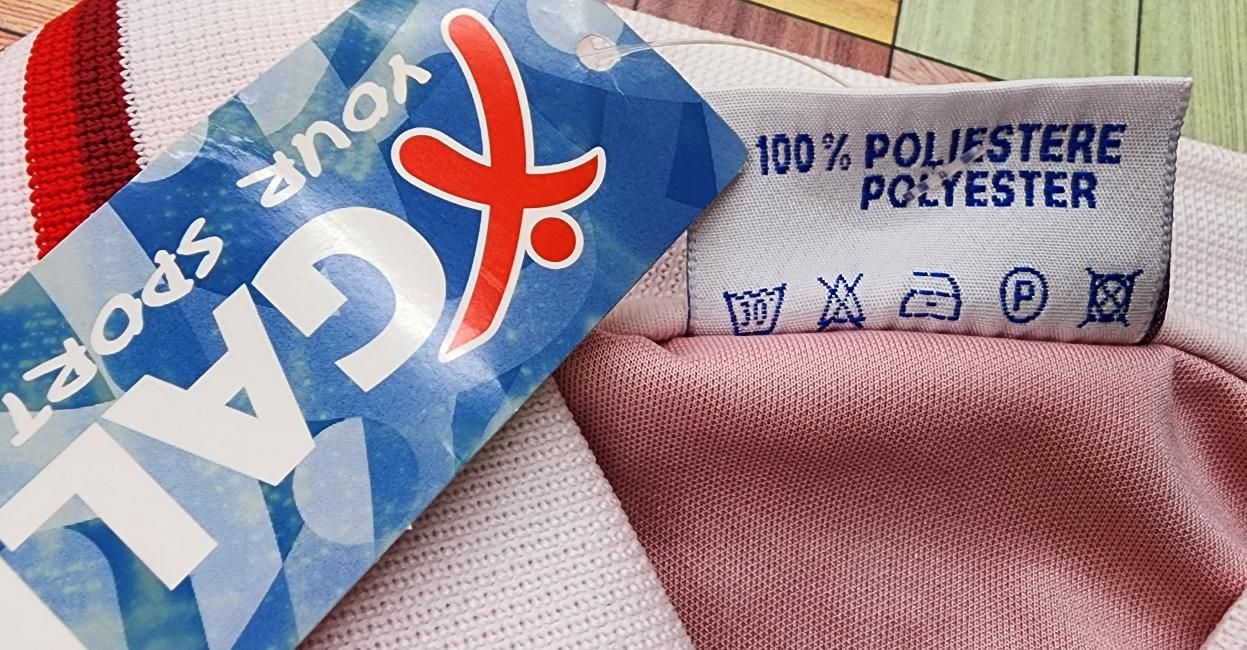 YOUR
GAL
SPORT
100% POLIESTERE
POLYESTER
30°
P